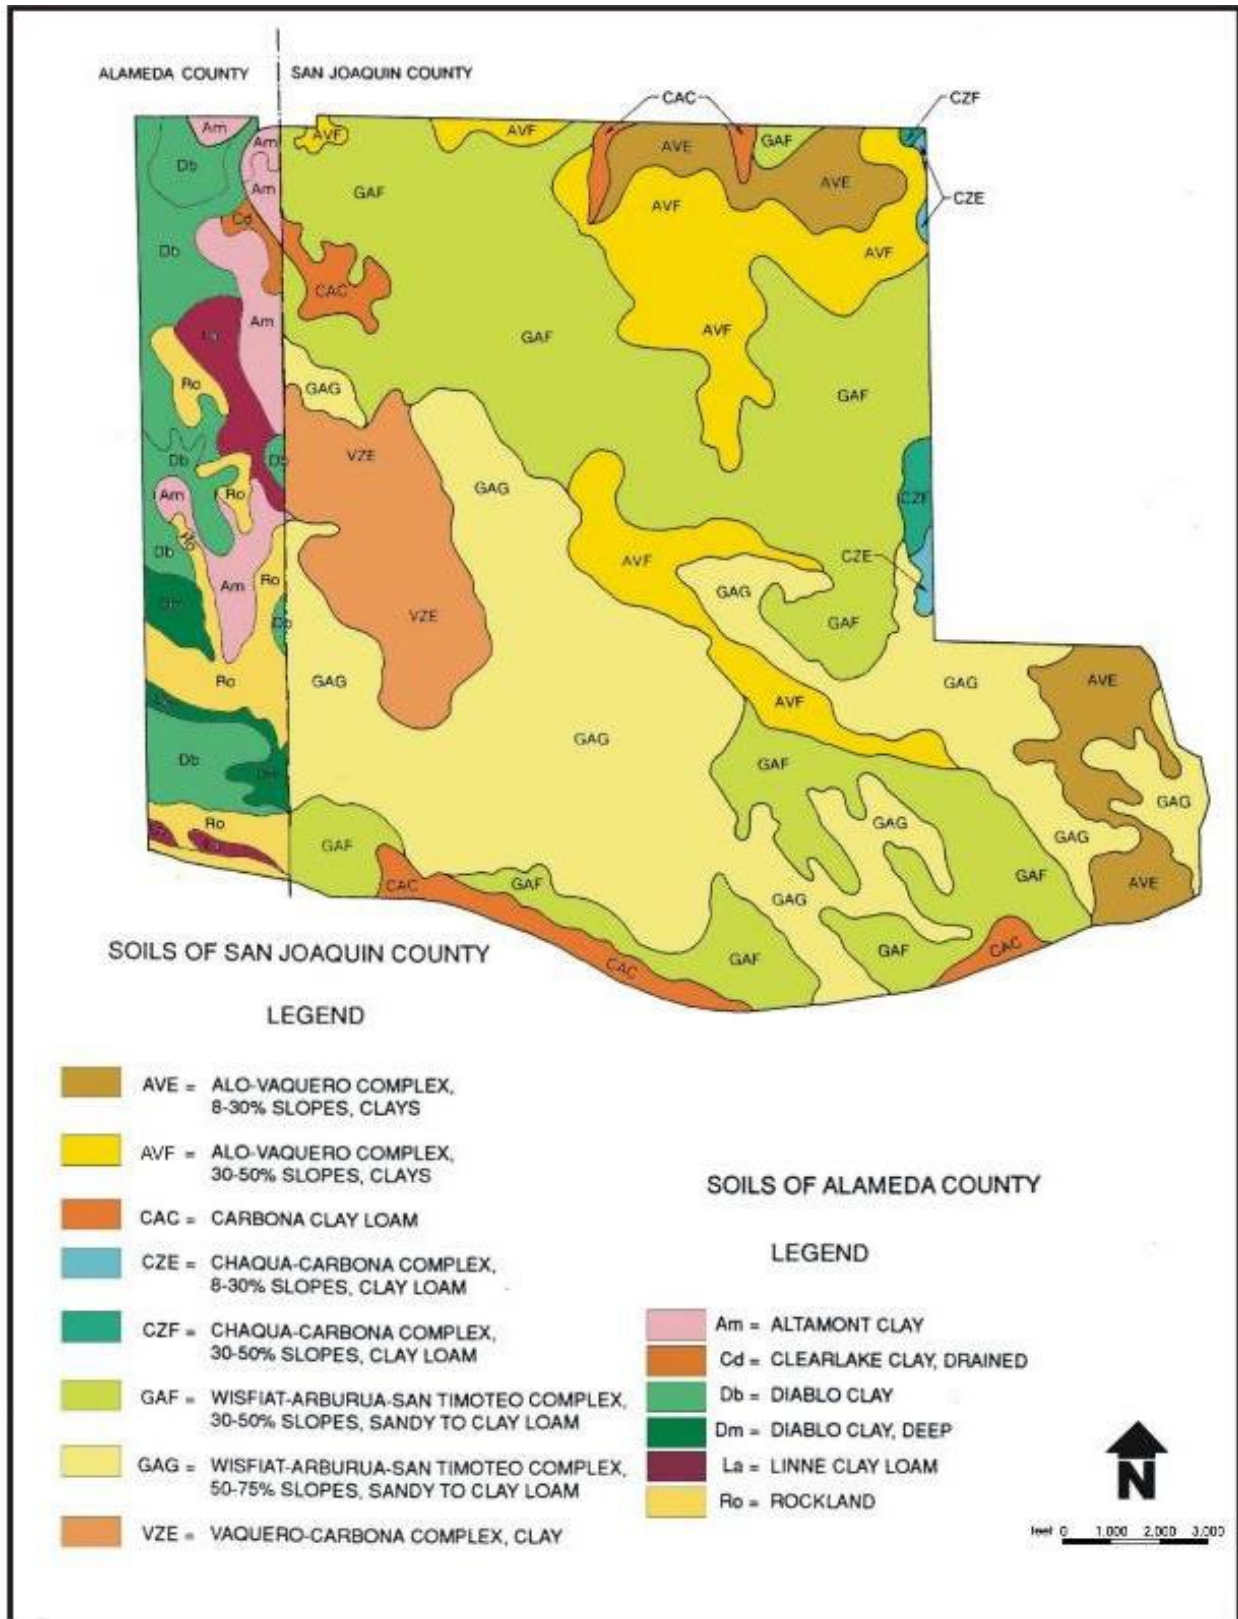 ALAMEDA COUNTY
SAN JOAQUIN COUNTY
CAC
CZF
Am
Am
AVF
AVF
AVE
GAF
Db
Am
GAF
AVE
CZE
AVF
Cd
Db
AVF
CAC
Am
GAF
AVF
La
Ro
GAG
GAF
VZE
Db
Db
GAG
Am
Ro
CZF
Ro
Db
AVF
CZE
Am
Ro
GAG
Dm
VZE
GAF
Db
Ro
GAG
GAG
AVE
AVF
GAG
Db
Dm
GAF
GAG
Ro
GAG
GAG
La
GAF
CAC
GAF
GAF
AVE
GAG
GAF
CAC
CAC
GAF
SOILS OF SAN JOAQUIN COUNTY
LEGEND
AVE = ALO-VAQUERO COMPLEX,
8-30% SLOPES, CLAYS
AVF = ALO-VAQUERO COMPLEX,
30-50% SLOPES, CLAYS
CAC = CARBONA CLAY LOAM
CZE = CHAQUA-CARBONA COMPLEX,
8-30% SLOPES, CLAY LOAM
CZF = CHAQUA-CARBONA COMPLEX,
30-50% SLOPES, CLAY LOAM
GAF = WISFIAT-ARBURUA-SAN TIMOTEO COMPLEX,
30-50% SLOPES, SANDY TO CLAY LOAM
GAG = WISFIAT-ARBURUA-SAN TIMOTEO COMPLEX,
50-75% SLOPES, SANDY TO CLAY LOAM
VZE = VAQUERO-CARBONA COMPLEX, CLAY
SOILS OF ALAMEDA COUNTY
LEGEND
Am = ALTAMONT CLAY
Cd = CLEARLAKE CLAY, DRAINED
Db = DIABLO CLAY
Dm = DIABLO CLAY, DEEP
La = LINNE CLAY LOAM
Ro = ROCKLAND
N
feet 0 1,000 2,000 3,000